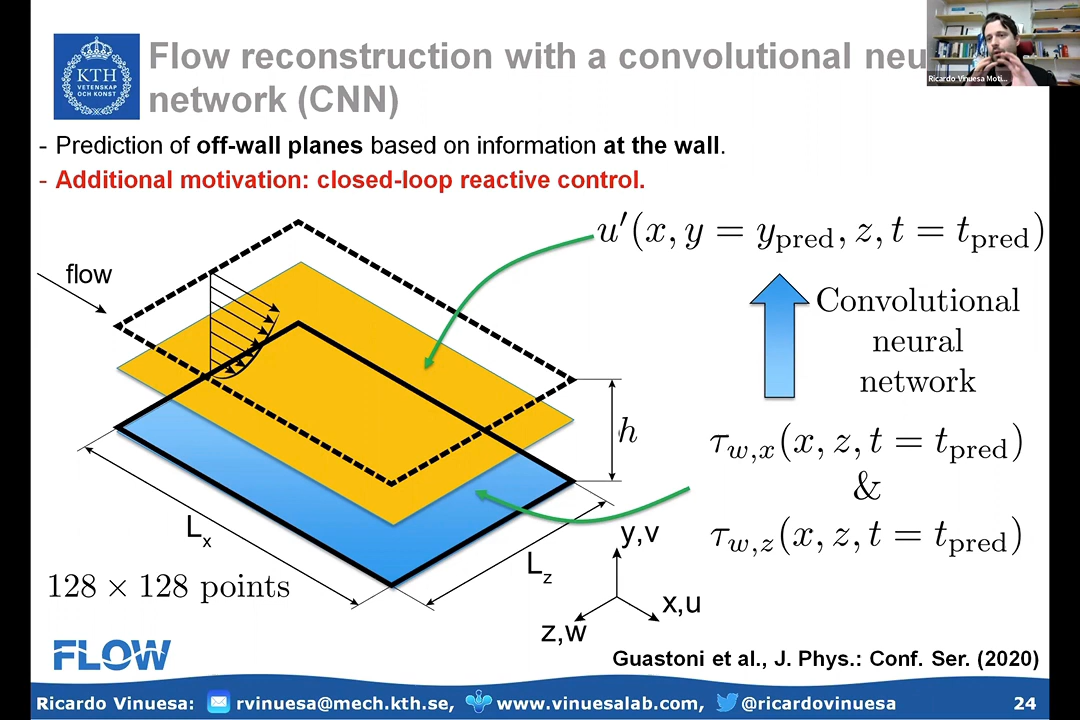 Flow reconstruction with a convolutional neu
network (CNN)
Ricardo Vinuesa Moti...
KTH
VETENSKAP
OCH KONST
- Prediction of off-wall planes based on information at the wall.
- Additional motivation: closed-loop reactive control.
u′(x, y = y_pred, z, t = t_pred)
flow
Convolutional
neural
network
h
τ_w,x(x, z, t = t_pred)
&
τ_w,z(x, z, t = t_pred)
L_x
L_z
y,v
x,u
z,w
128 × 128 points
FLOW
Guastoni et al., J. Phys.: Conf. Ser. (2020)
Ricardo Vinuesa: rvinuesa@mech.kth.se, www.vinuesalab.com, @ricardovinuesa 24